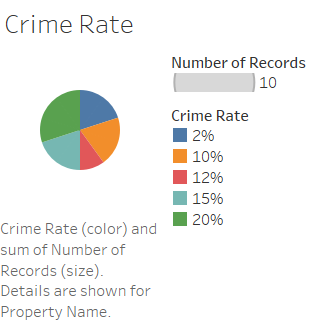 Crime Rate
Number of Records
10
Crime Rate
2%
10%
12%
15%
20%
Crime Rate (color) and
sum of Number of
Records (size).
Details are shown for
Property Name.